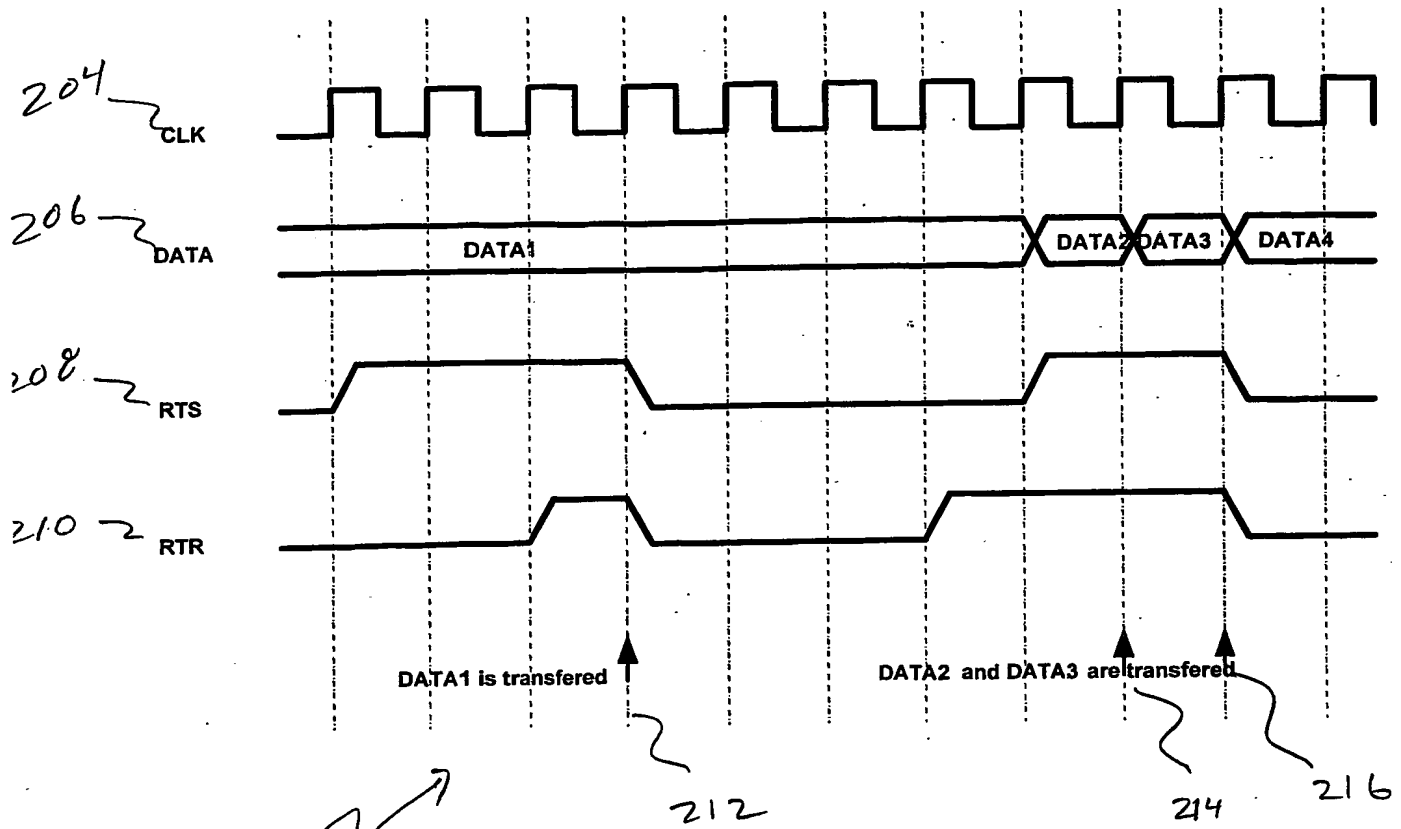 204
CLK
206
DATA
DATA1
DATA2
DATA3
DATA4
208
RTS
210
RTR
DATA1 is transfered
DATA2 and DATA3 are transfered
212
214
216